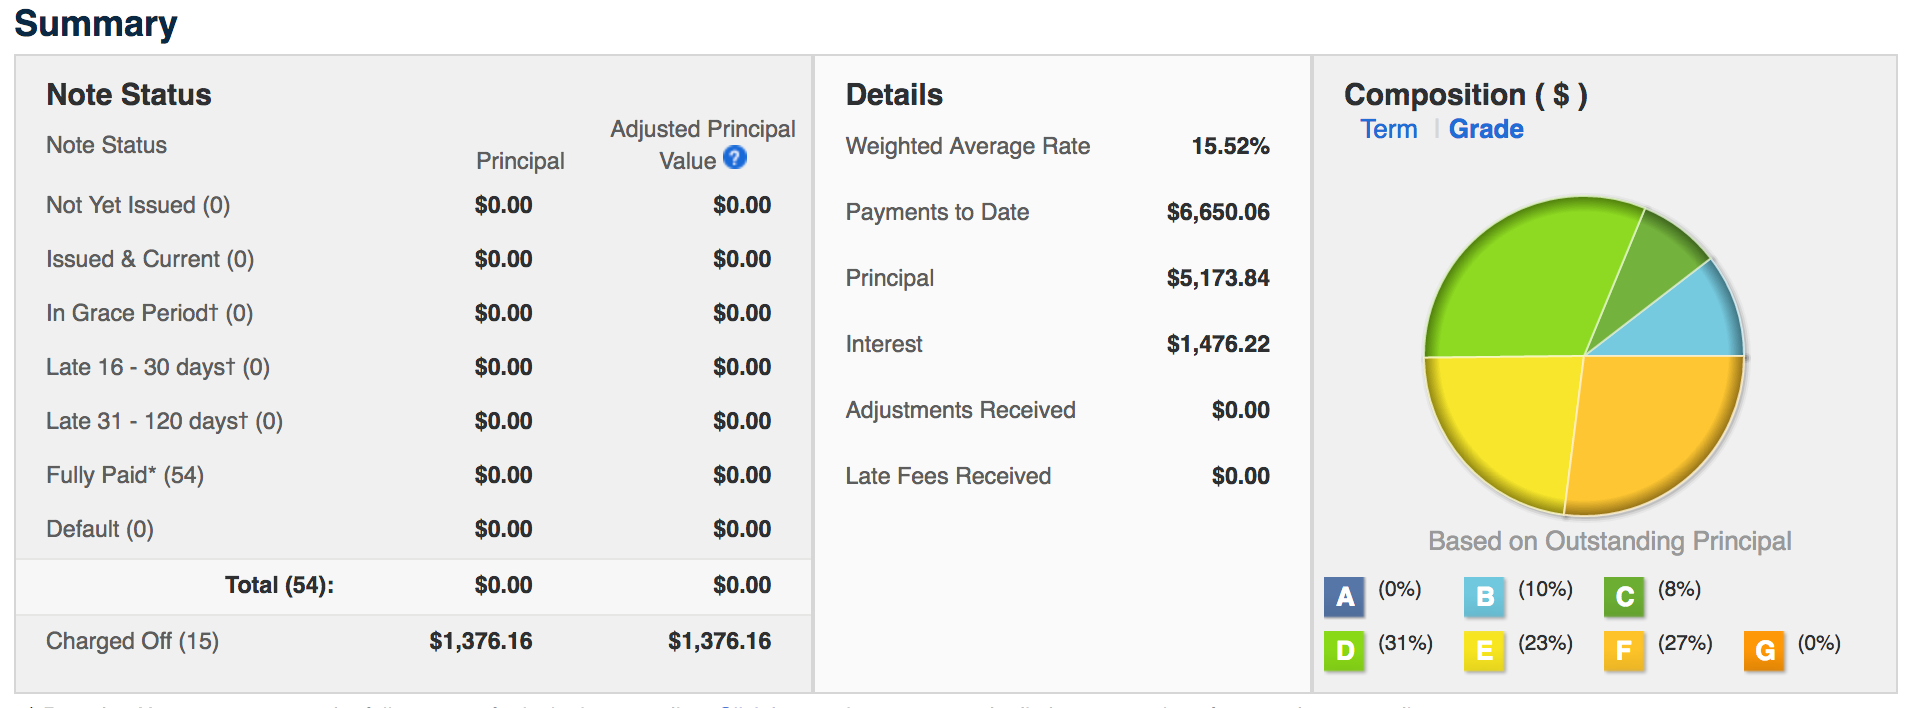 Summary
Note Status
Note Status Principal Adjusted Principal Value ?
Not Yet Issued (0) $0.00 $0.00
Issued & Current (0) $0.00 $0.00
In Grace Period† (0) $0.00 $0.00
Late 16 - 30 days† (0) $0.00 $0.00
Late 31 - 120 days† (0) $0.00 $0.00
Fully Paid* (54) $0.00 $0.00
Default (0) $0.00 $0.00
Total (54): $0.00 $0.00
Charged Off (15) $1,376.16 $1,376.16
Details
Weighted Average Rate 15.52%
Payments to Date $6,650.06
Principal $5,173.84
Interest $1,476.22
Adjustments Received $0.00
Late Fees Received $0.00
Composition ( $ )
Term | Grade
Based on Outstanding Principal
A (0%) B (10%) C (8%)
D (31%) E (23%) F (27%) G (0%)